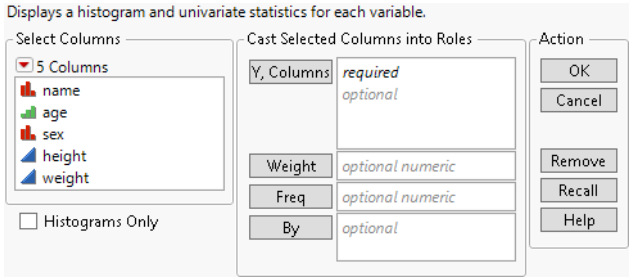 Displays a histogram and univariate statistics for each variable.
Select Columns
5 Columns
name
age
sex
height
weight
Histograms Only
Cast Selected Columns into Roles
Y, Columns
required
optional
Weight
optional numeric
Freq
optional numeric
By
optional
Action
OK
Cancel
Remove
Recall
Help